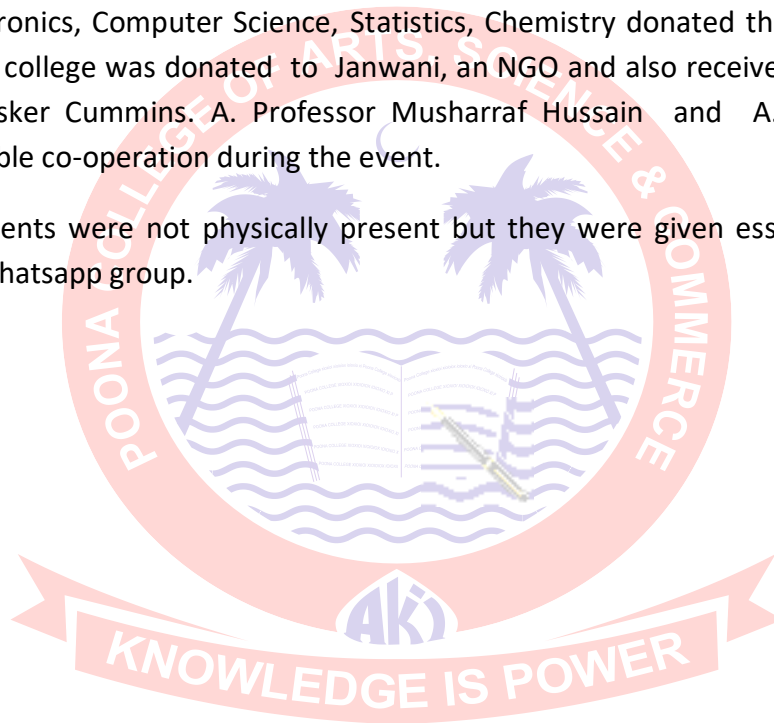 ronics, Computer Science, Statistics, Chemistry donated th
college was donated to Janwani, an NGO and also receive
sker Cummins. A. Professor Musharraf Hussain and A.
ble co-operation during the event.
ents were not physically present but they were given ess
hatsapp group.
POONA COLLEGE OF ARTS, SCIENCE & COMMERCE
AKI
KNOWLEDGE IS POWER